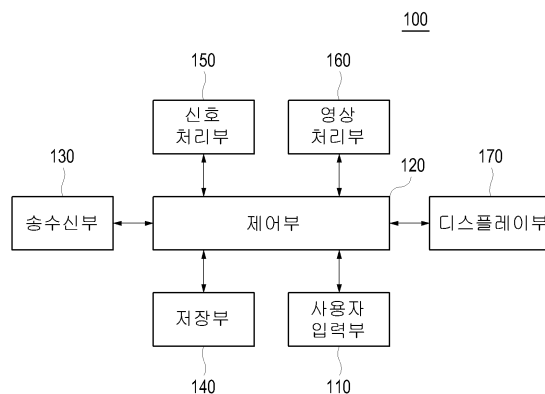 100
150
160
신호
처리부
영상
처리부
130
120
170
송수신부
제어부
디스플레이부
저장부
사용자
입력부
140
110